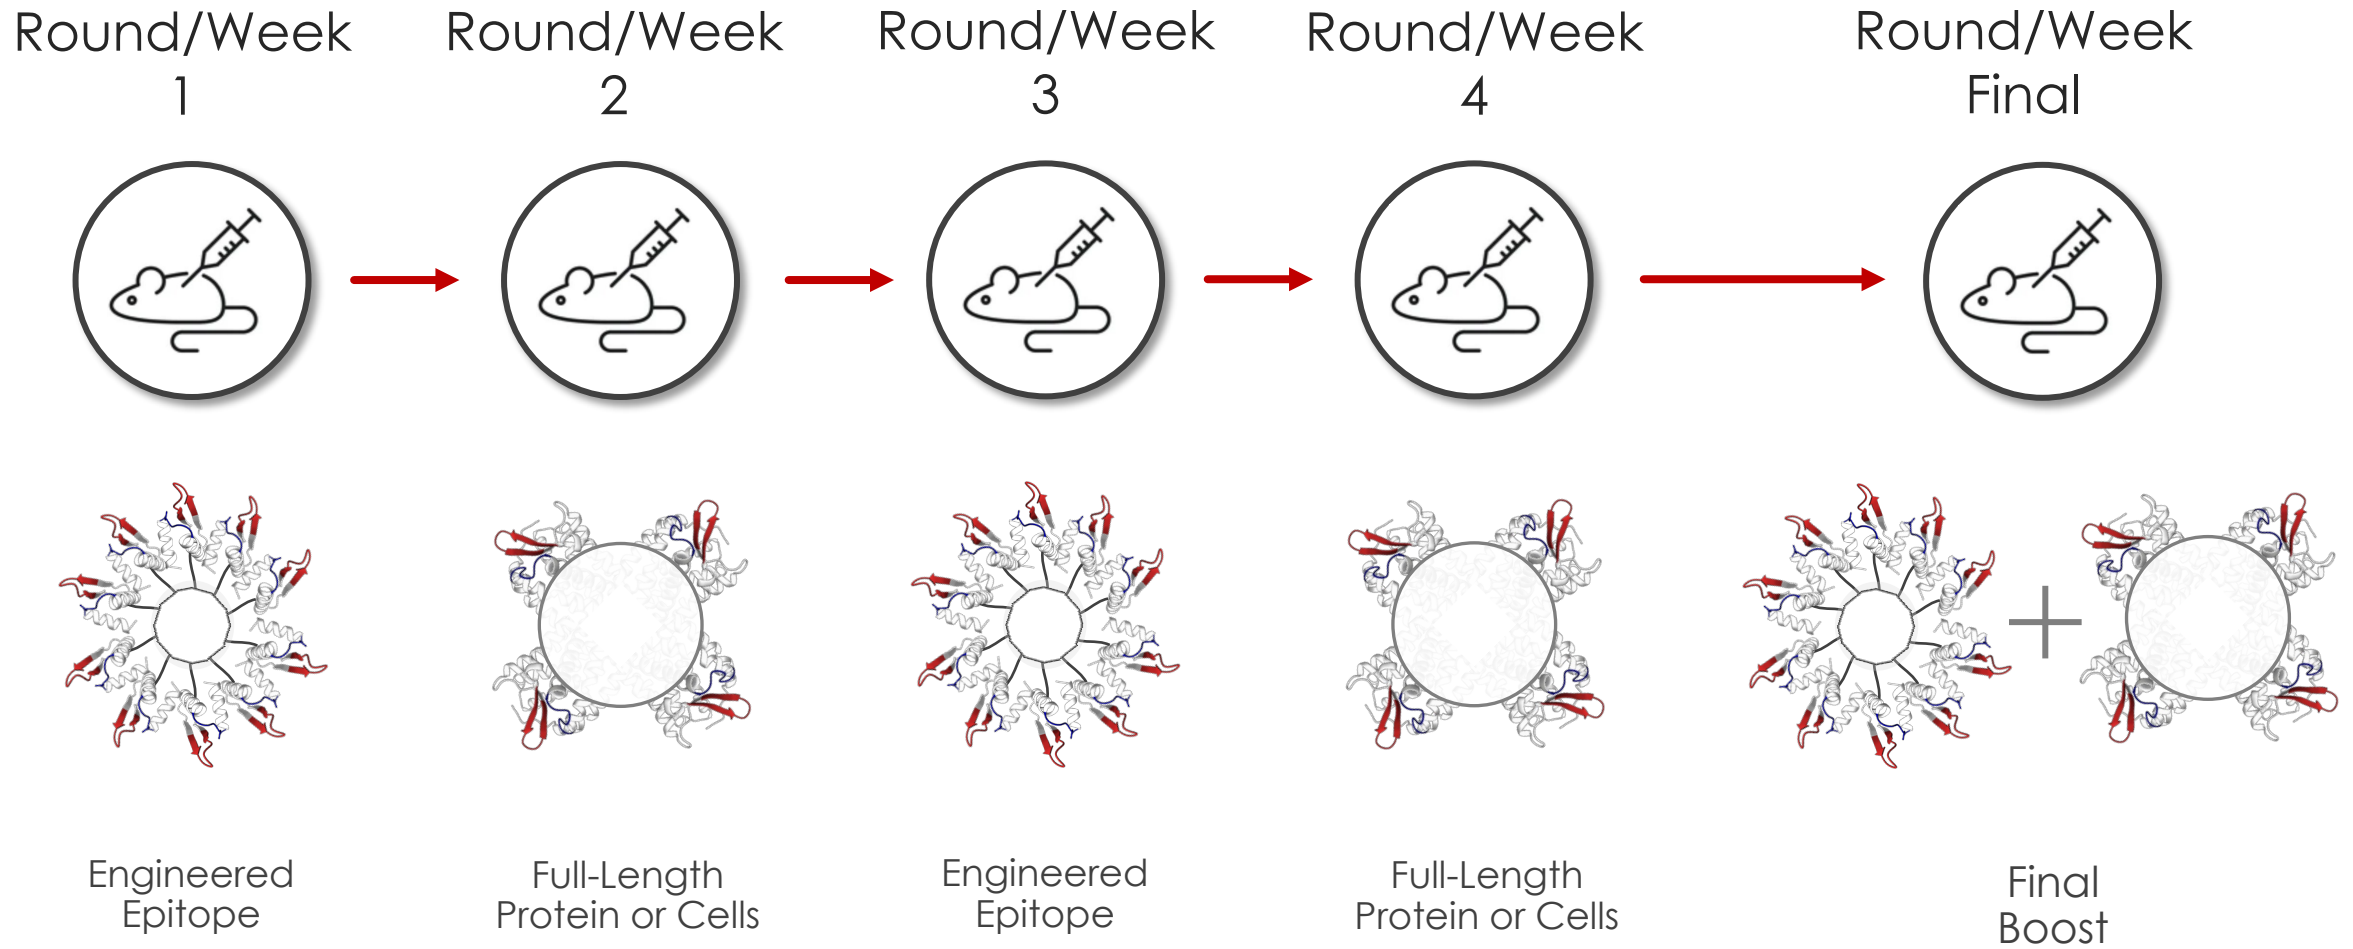 Round/Week
1
Round/Week
2
Round/Week
3
Round/Week
4
Round/Week
Final
Engineered
Epitope
Full-Length
Protein or Cells
Engineered
Epitope
Full-Length
Protein or Cells
Final
Boost